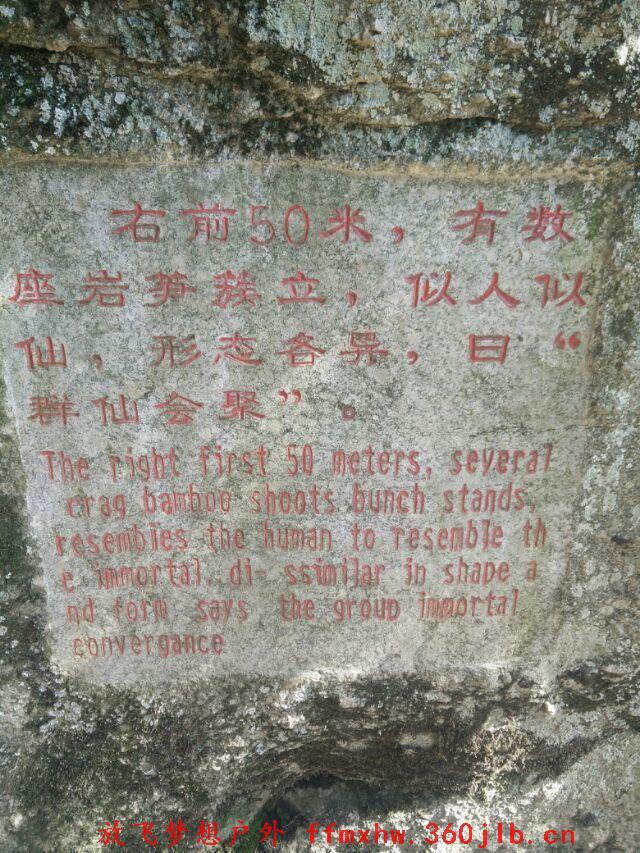 右前50米，有数
座岩笋簇立，似人似
仙，形态各异，曰“
群仙会聚”。
The right first 50 meters, several
crag bamboo shoots bunch stands,
resembies the human to resemble th
e immortal, di- ssimilar in shape a
nd form says the group immortal
convergance
放飞梦想户外 ffmxhw.360jlb.cn